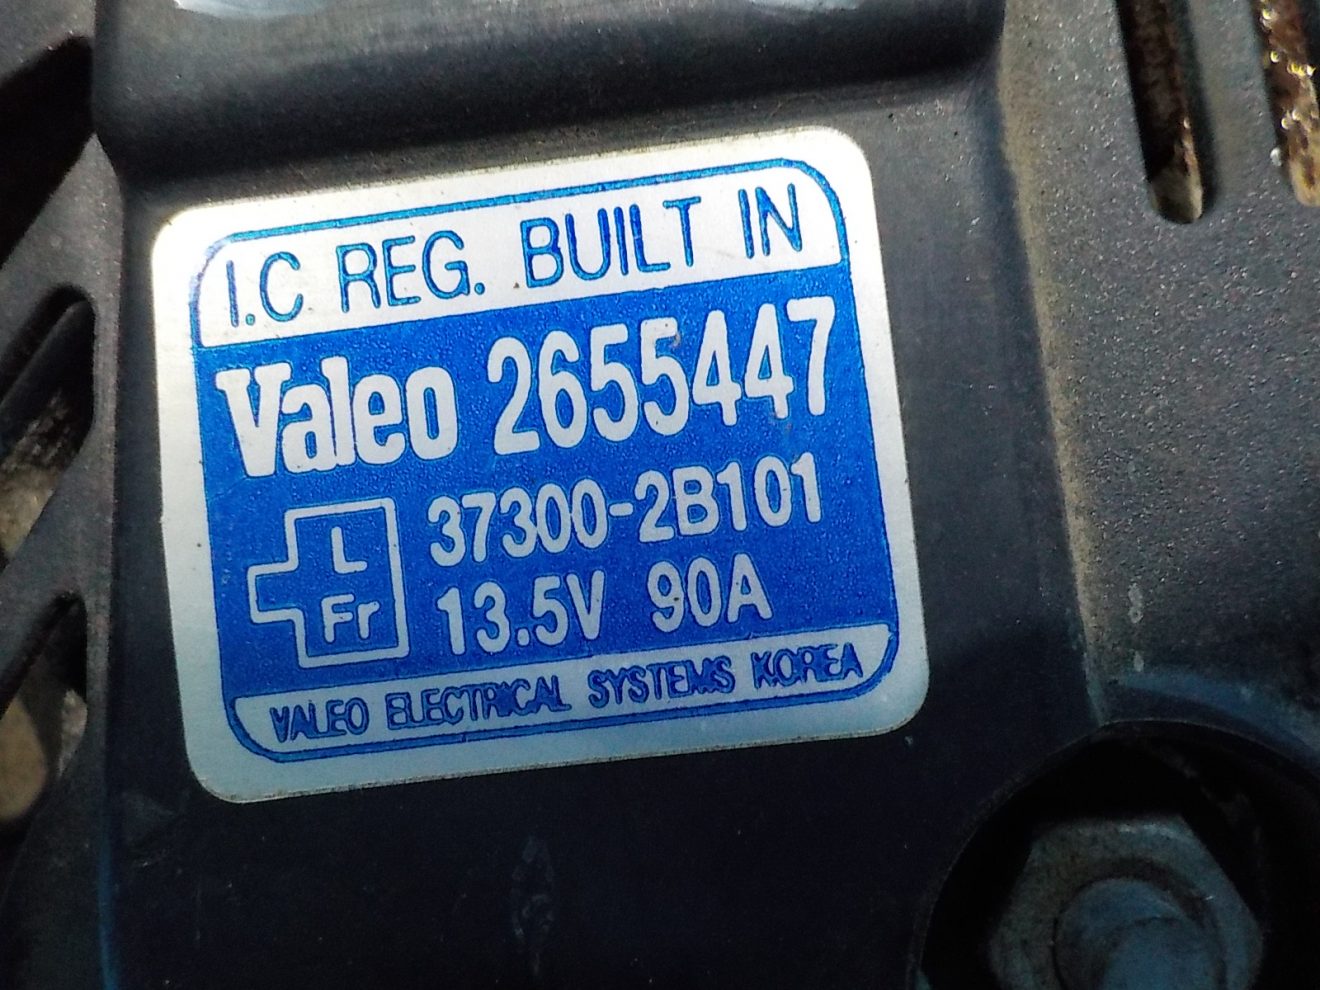 I.C REG. BUILT IN
Valeo 2655447
L
Fr
37300-2B101
13.5V 90A
VALEO ELECTRICAL SYSTEMS KOREA